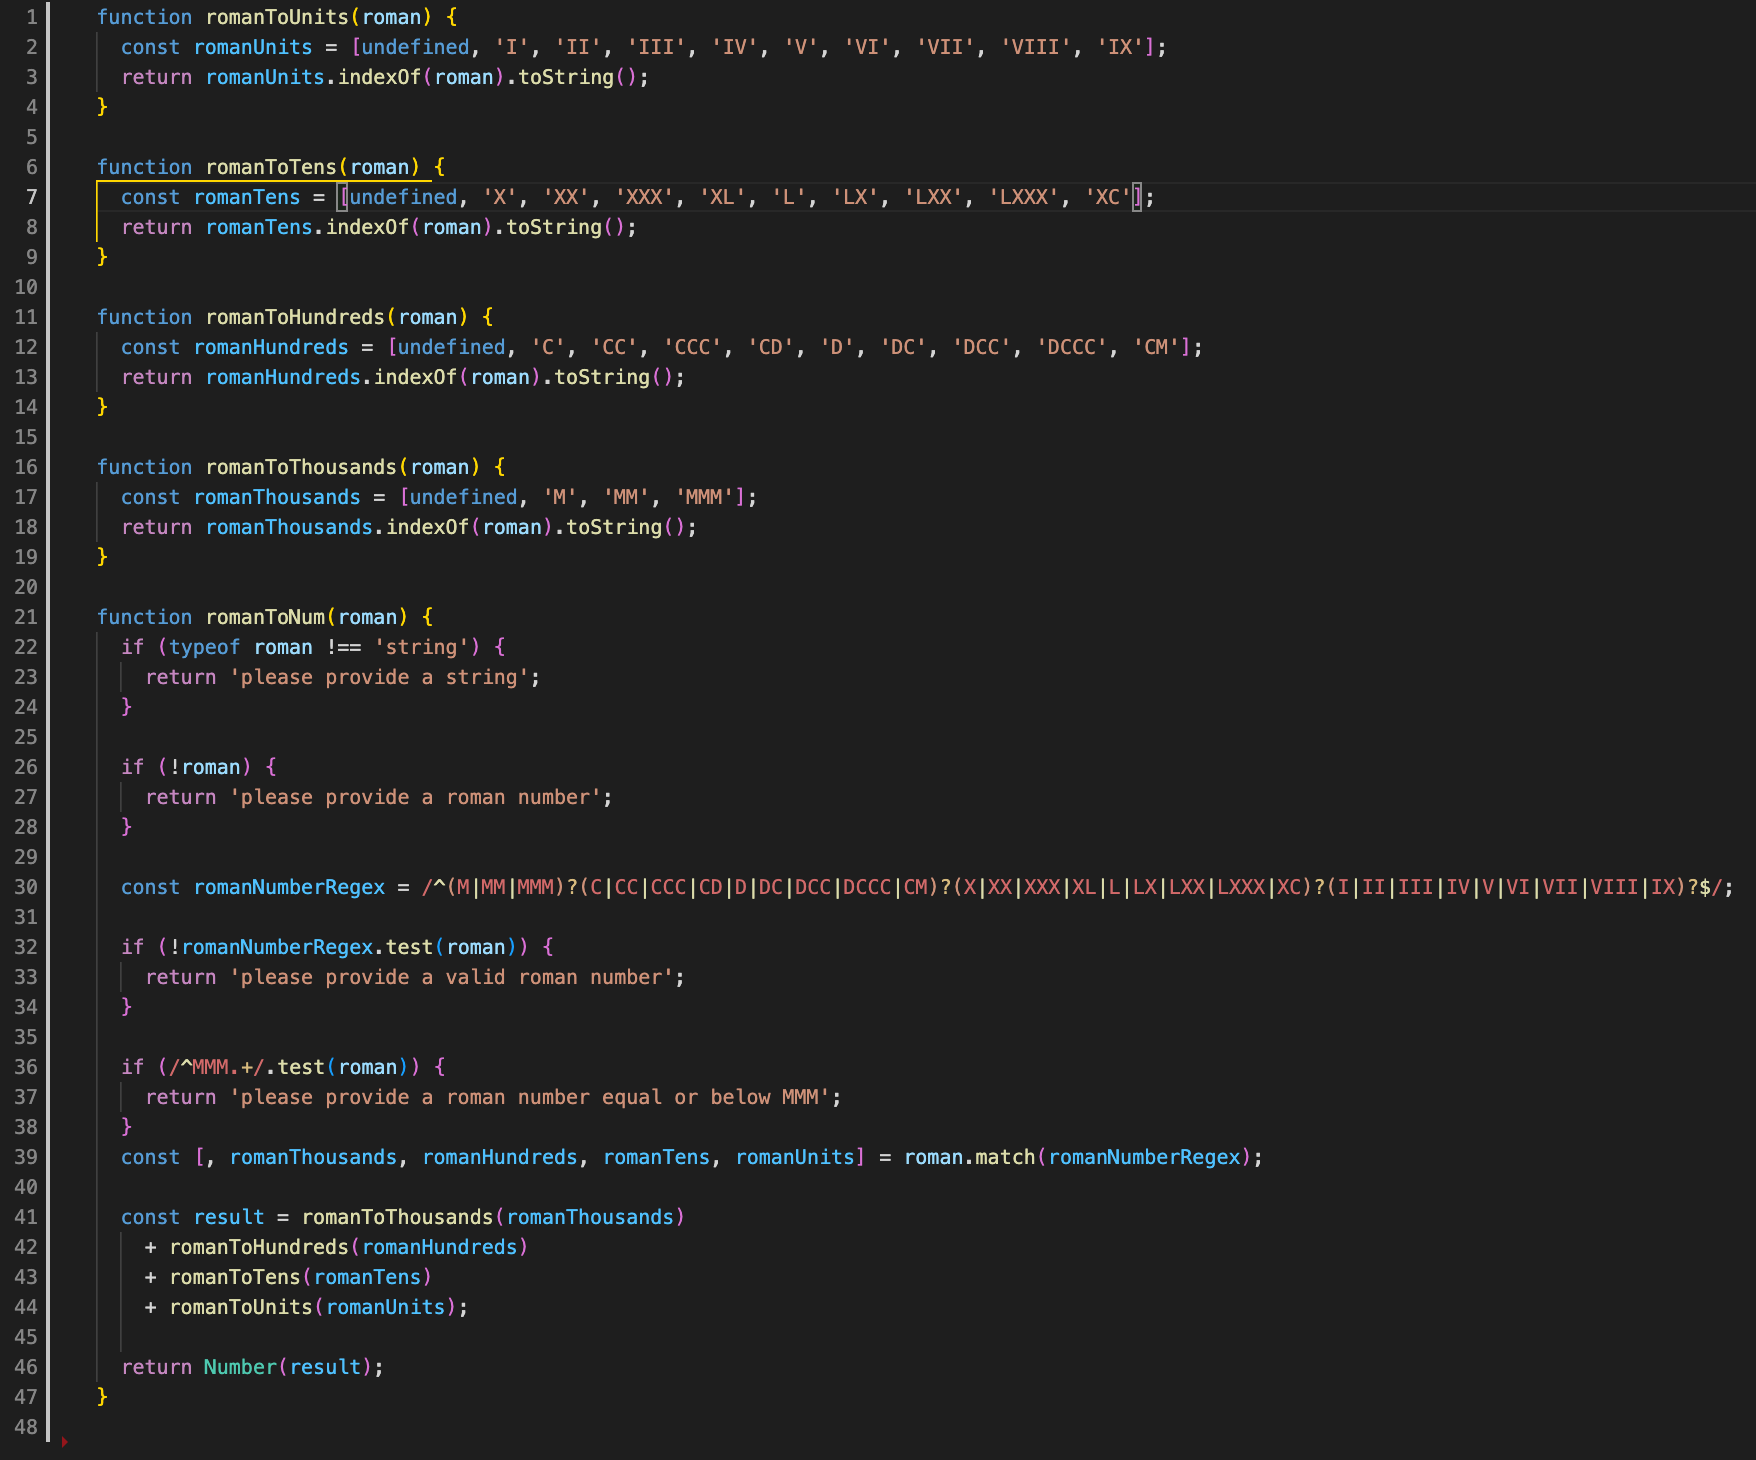 1 function romanToUnits(roman) {
2 const romanUnits = [undefined, 'I', 'II', 'III', 'IV', 'V', 'VI', 'VII', 'VIII', 'IX'];
3 return romanUnits.indexOf(roman).toString();
4 }
5
6 function romanToTens(roman) {
7 const romanTens = [undefined, 'X', 'XX', 'XXX', 'XL', 'L', 'LX', 'LXX', 'LXXX', 'XC'];
8 return romanTens.indexOf(roman).toString();
9 }
10
11 function romanToHundreds(roman) {
12 const romanHundreds = [undefined, 'C', 'CC', 'CCC', 'CD', 'D', 'DC', 'DCC', 'DCCC', 'CM'];
13 return romanHundreds.indexOf(roman).toString();
14 }
15
16 function romanToThousands(roman) {
17 const romanThousands = [undefined, 'M', 'MM', 'MMM'];
18 return romanThousands.indexOf(roman).toString();
19 }
20
21 function romanToNum(roman) {
22 if (typeof roman !== 'string') {
23 return 'please provide a string';
24 }
25
26 if (!roman) {
27 return 'please provide a roman number';
28 }
29
30 const romanNumberRegex = /^(M|MM|MMM)?(C|CC|CCC|CD|D|DC|DCC|DCCC|CM)?(X|XX|XXX|XL|L|LX|LXX|LXXX|XC)?(I|II|III|IV|V|VI|VII|VIII|IX)?$/;
31
32 if (!romanNumberRegex.test(roman)) {
33 return 'please provide a valid roman number';
34 }
35
36 if (/^MMM.+/.test(roman)) {
37 return 'please provide a roman number equal or below MMM';
38 }
39 const [, romanThousands, romanHundreds, romanTens, romanUnits] = roman.match(romanNumberRegex);
40
41 const result = romanToThousands(romanThousands)
42 + romanToHundreds(romanHundreds)
43 + romanToTens(romanTens)
44 + romanToUnits(romanUnits);
45
46 return Number(result);
47 }
48